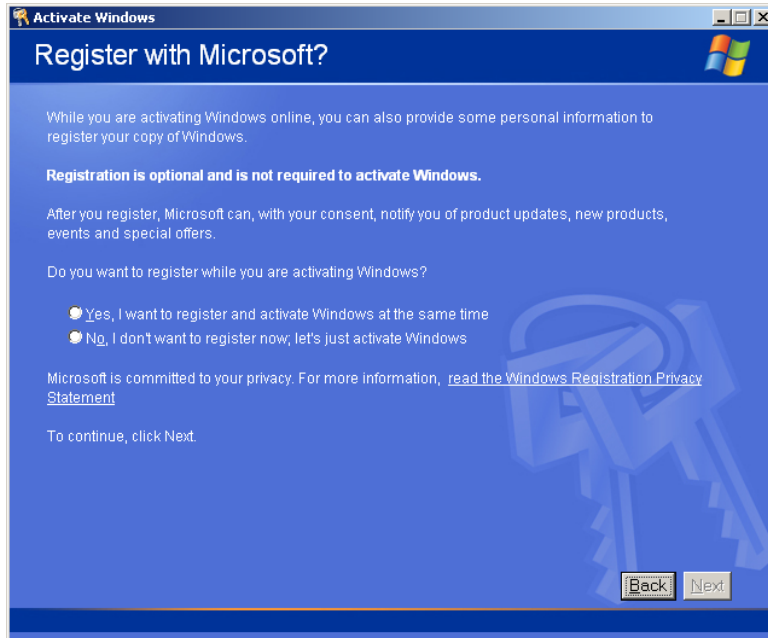 Activate Windows
Register with Microsoft?
While you are activating Windows online, you can also provide some personal information to
register your copy of Windows.
Registration is optional and is not required to activate Windows.
After you register, Microsoft can, with your consent, notify you of product updates, new products,
events and special offers.
Do you want to register while you are activating Windows?
Yes, I want to register and activate Windows at the same time
No, I don't want to register now; let's just activate Windows
Microsoft is committed to your privacy. For more information, read the Windows Registration Privacy
Statement
To continue, click Next.
Back Next